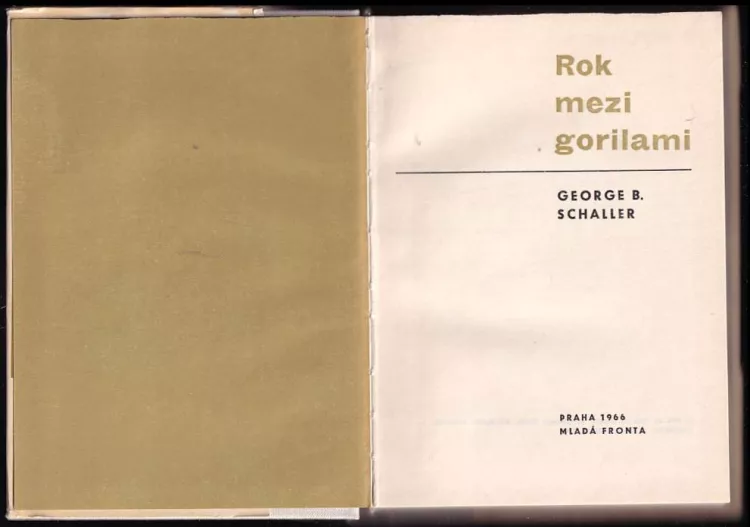 Rok
mezi
gorilami
GEORGE B.
SCHALLER
PRAHA 1966
MLADÁ FRONTA